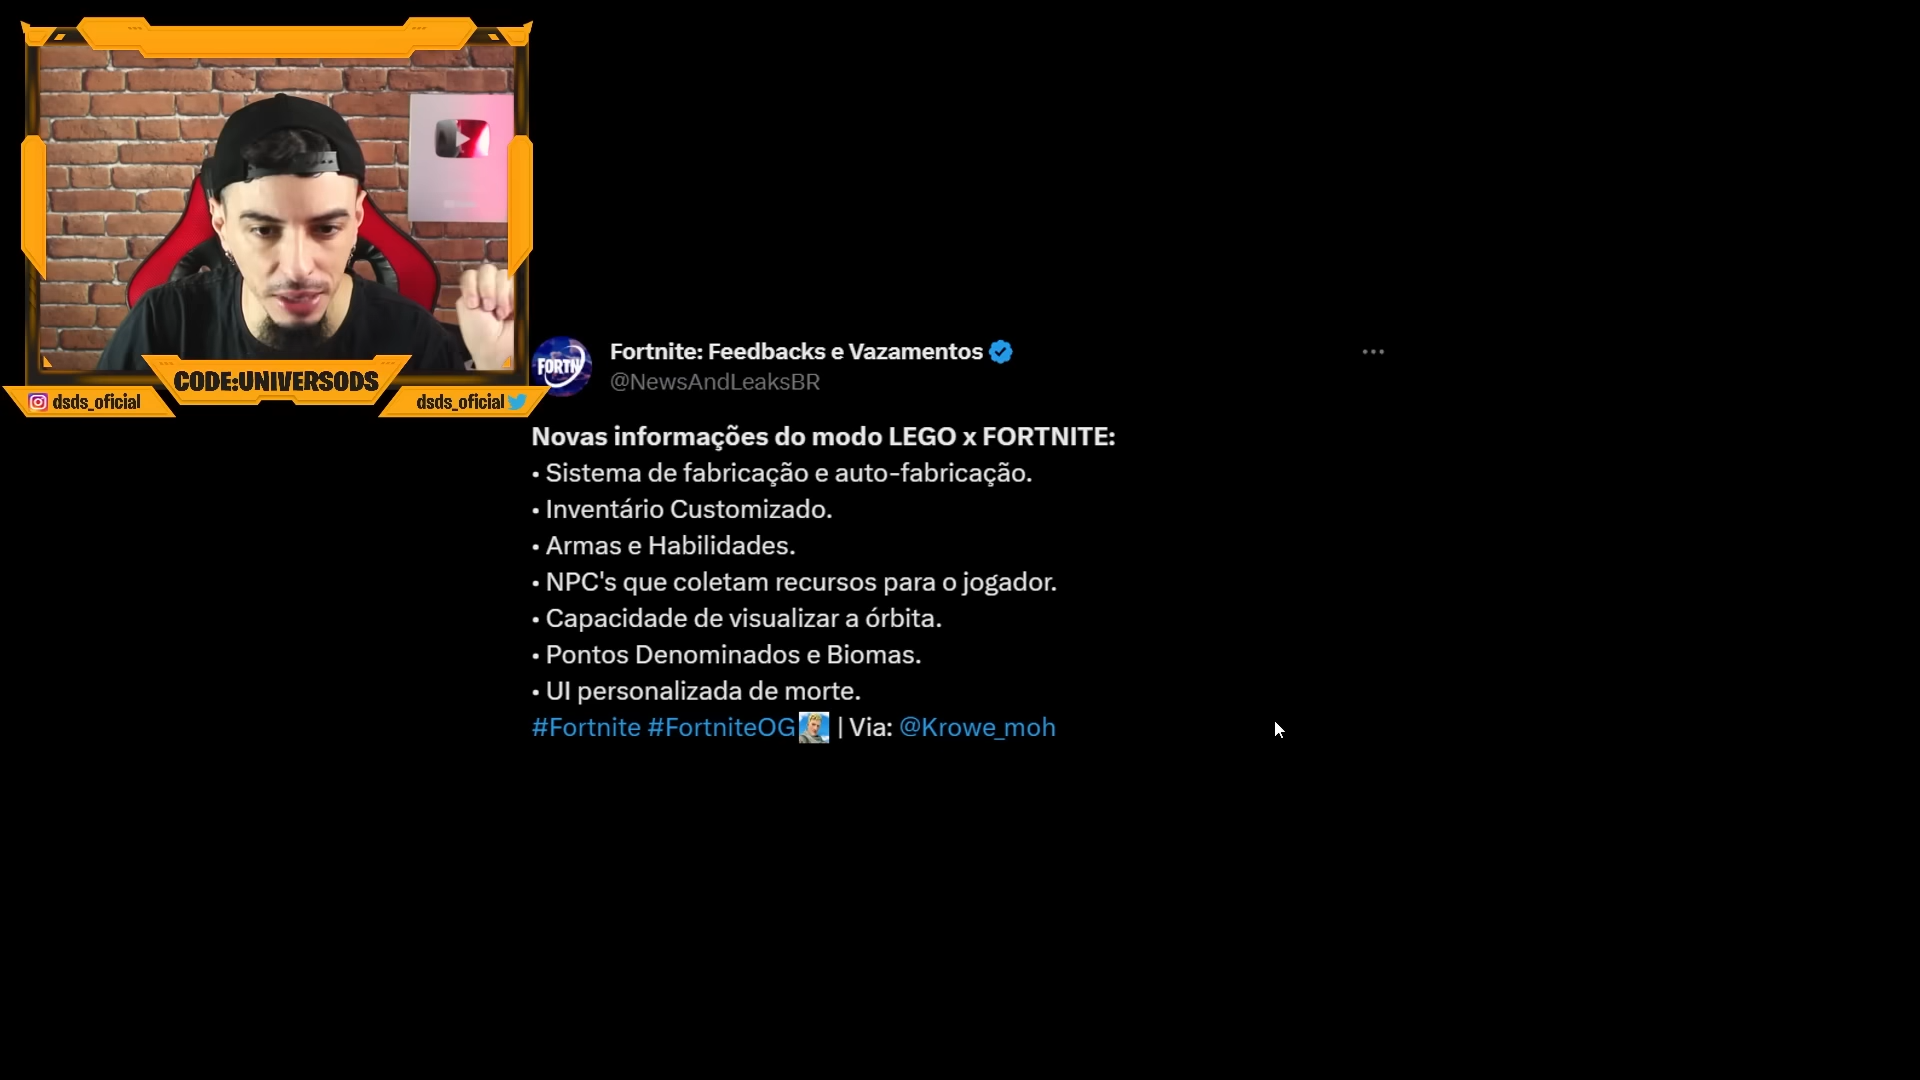 CODE:UNIVERSODS
dsds_oficial
dsds_oficial
FORTN
Fortnite: Feedbacks e Vazamentos
@NewsAndLeaksBR
Novas informações do modo LEGO x FORTNITE:
• Sistema de fabricação e auto-fabricação.
• Inventário Customizado.
• Armas e Habilidades.
• NPC's que coletam recursos para o jogador.
• Capacidade de visualizar a órbita.
• Pontos Denominados e Biomas.
• UI personalizada de morte.
#Fortnite #FortniteOG | Via: @Krowe_moh